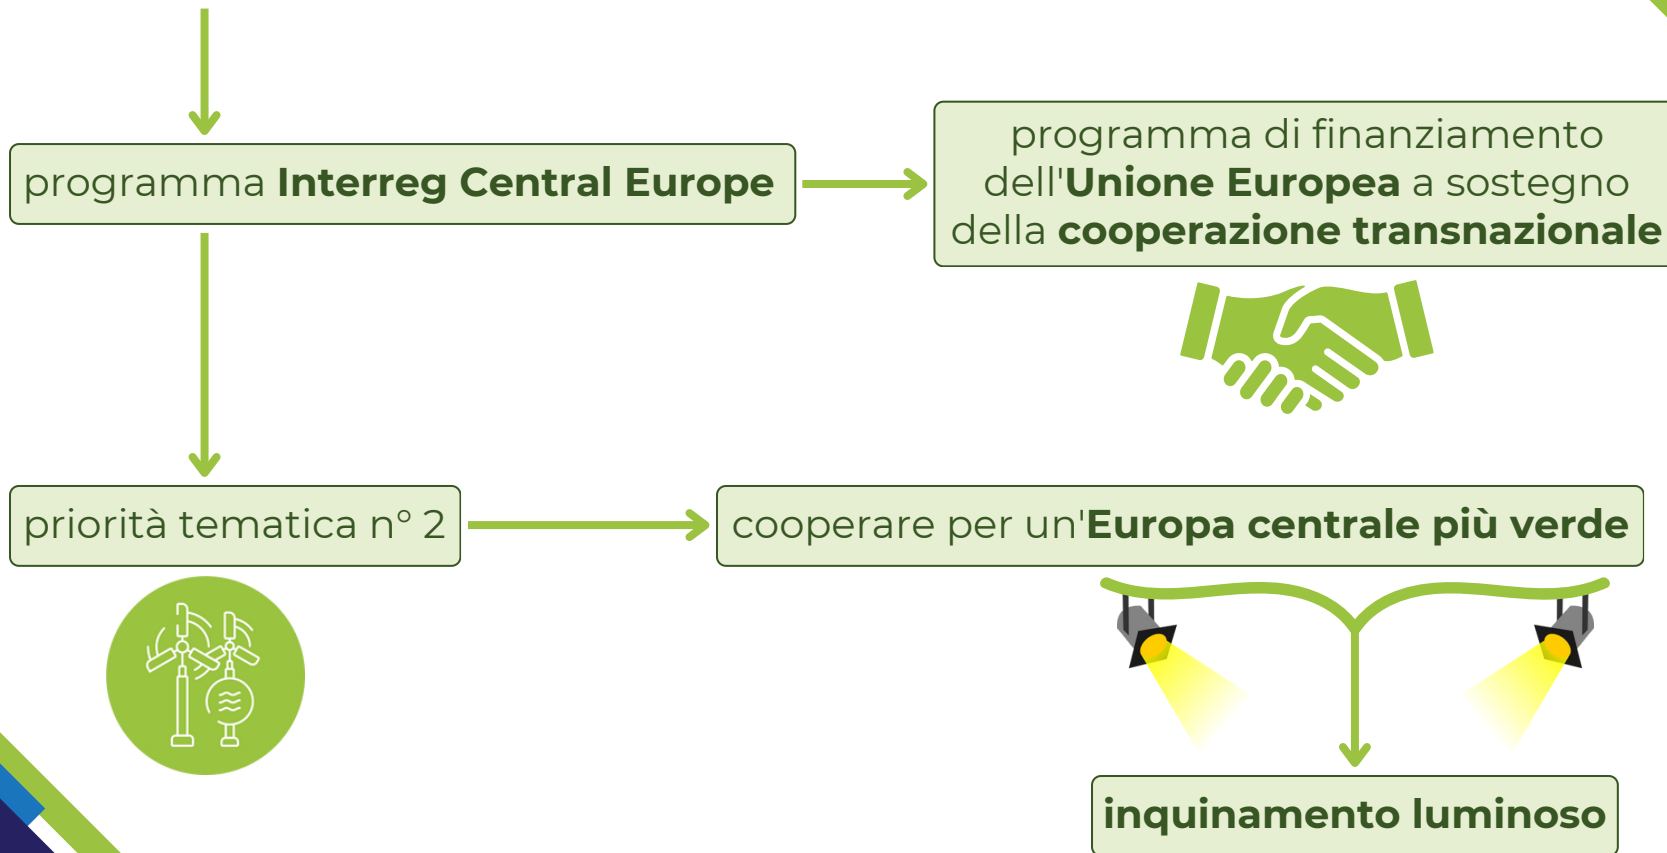 programma Interreg Central Europe
programma di finanziamento
dell'Unione Europea a sostegno
della cooperazione transnazionale
priorità tematica n° 2
cooperare per un'Europa centrale più verde
inquinamento luminoso